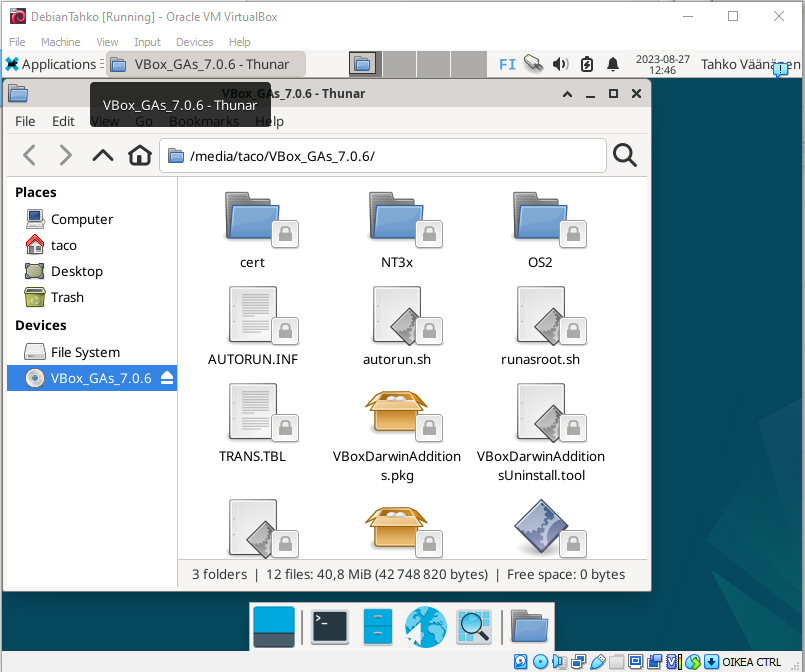 DebianTahko [Running] - Oracle VM VirtualBox
File Machine View Input Devices Help
Applications VBox_GAs_7.0.6 - Thunar FI 2023-08-27 12:46 Tahko Väänänen
VBox_GAs_7.0.6 - Thunar
VBox_GAs_7.0.6 - Thunar
File Edit View Go Bookmarks Help
/media/taco/VBox_GAs_7.0.6/
Places
Computer
taco
Desktop
Trash
Devices
File System
VBox_GAs_7.0.6
cert NT3x OS2
AUTORUN.INF autorun.sh runasroot.sh
TRANS.TBL VBoxDarwinAddition
s.pkg VBoxDarwinAddition
sUninstall.tool
3 folders | 12 files: 40,8 MiB (42 748 820 bytes) | Free space: 0 bytes
OIKEA CTRL